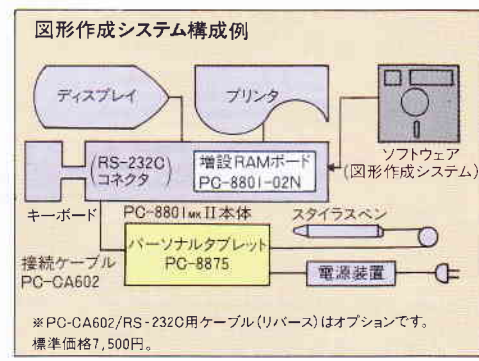 図形作成システム構成例
ディスプレイ
プリンタ
ソフトウェア
(図形作成システム)
(RS-232C)
コネクタ
増設RAMボード
PC-8801-02N
キーボード
PC-8801MKII本体
スタイラスペン
接続ケーブル
PC-CA602
パーソナルタブレット
PC-8875
電源装置
※PC-CA602/RS-232C用ケーブル(リバース)はオプションです。
標準価格7,500円。